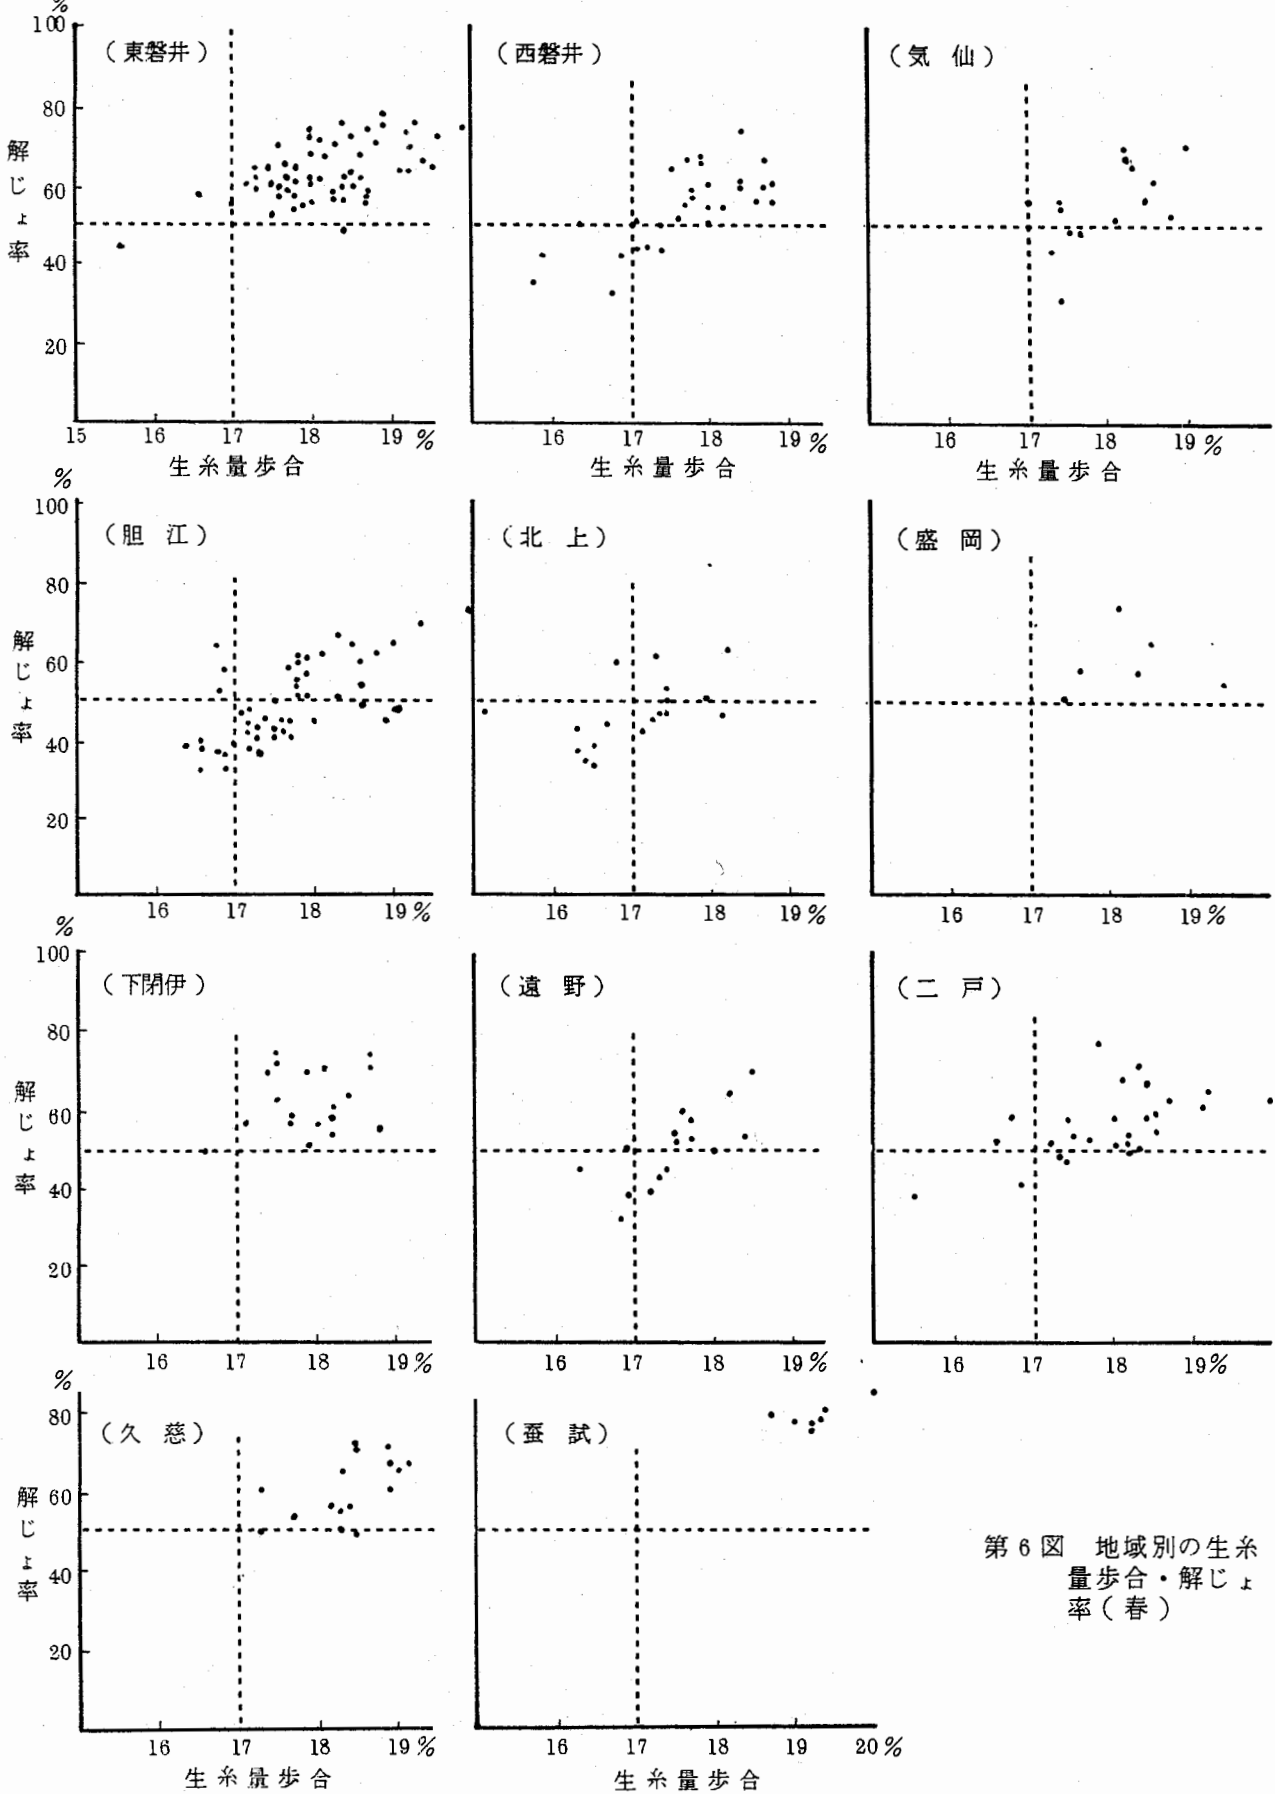 %
100
80
60
40
20
解じょ率
(東磐井)
15 16 17 18 19 %
生糸量歩合
(西磐井)
16 17 18 19 %
生糸量歩合
(気 仙)
16 17 18 19 %
生糸量歩合
%
100
80
60
40
20
解じょ率
(胆 江)
16 17 18 19 %
(北 上)
16 17 18 19 %
(盛 岡)
16 17 18 19 %
%
100
80
60
40
20
解じょ率
(下閉伊)
16 17 18 19 %
(遠 野)
16 17 18 19 %
(二 戸)
16 17 18 19 %
%
80
60
40
20
解じょ率
(久 慈)
16 17 18 19 %
生糸量歩合
(蚕 試)
16 17 18 19 20 %
生糸量歩合
第6図 地域別の生糸
量歩合・解じょ
率(春)